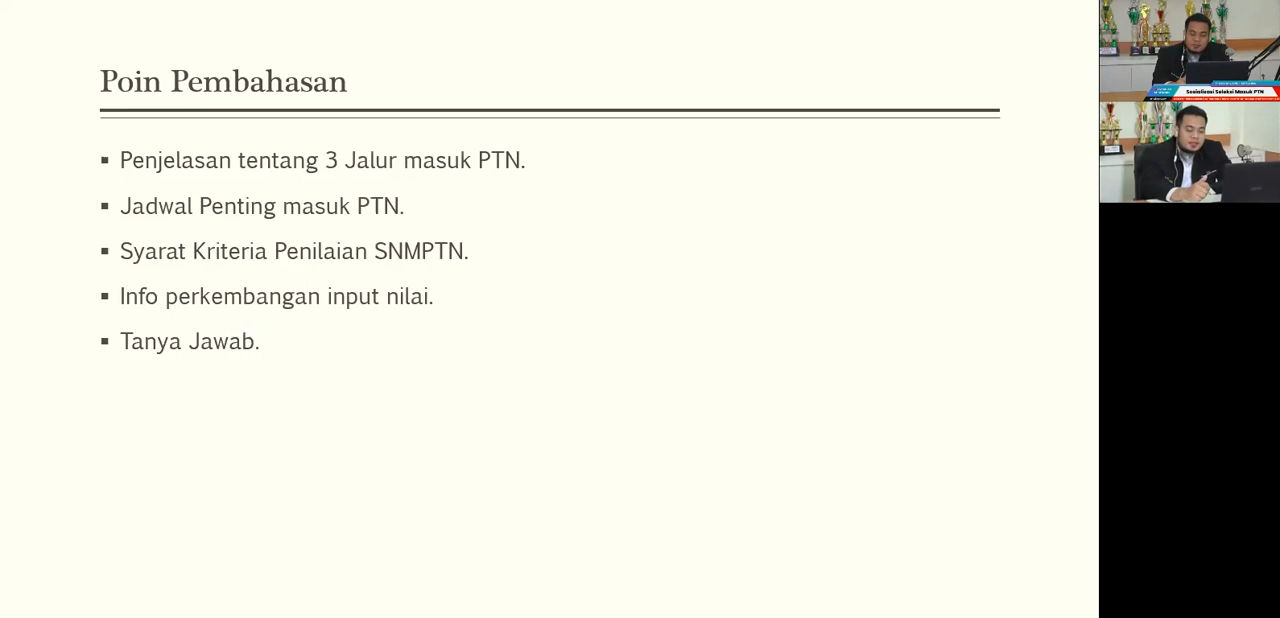 Poin Pembahasan
▪ Penjelasan tentang 3 Jalur masuk PTN.
▪ Jadwal Penting masuk PTN.
▪ Syarat Kriteria Penilaian SNMPTN.
▪ Info perkembangan input nilai.
▪ Tanya Jawab.
Sosialisasi Seleksi Masuk PTN